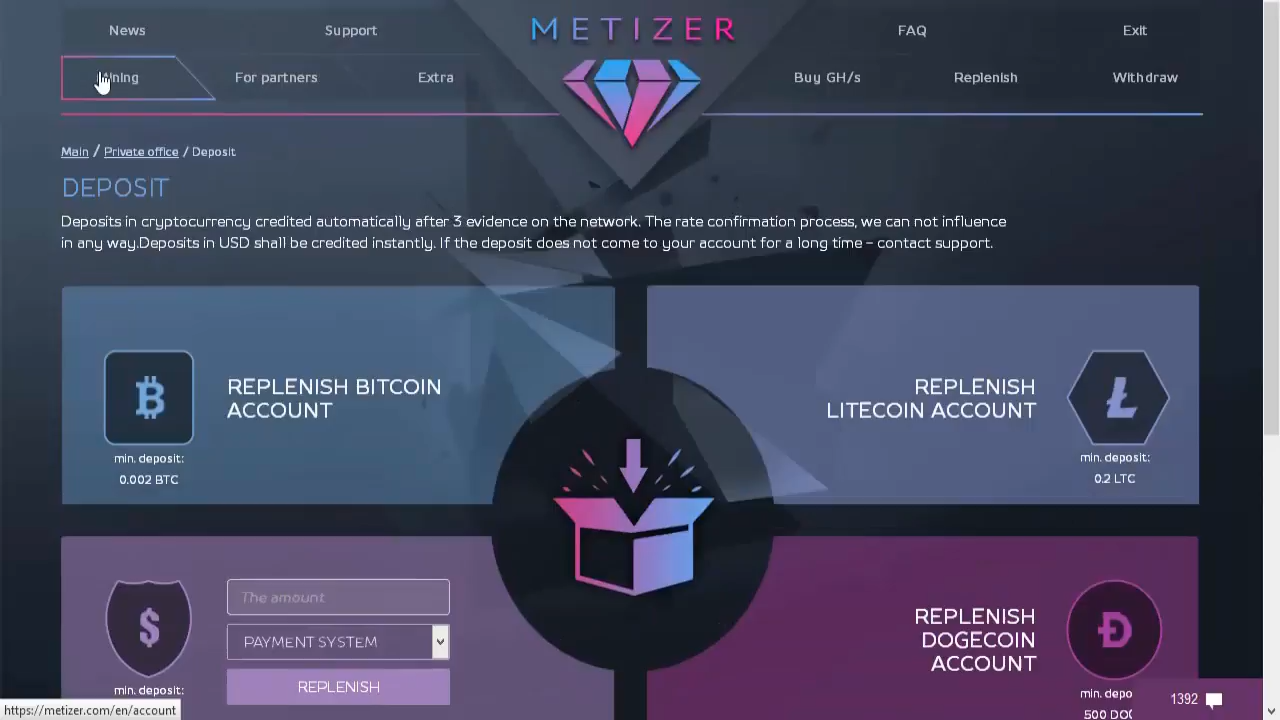 METIZER
News
Support
FAQ
Exit
For partners
Extra
Buy GH/s
Replenish
Withdraw
Main / Private office / Deposit
DEPOSIT
Deposits in cryptocurrency credited automatically after 3 evidence on the network. The rate confirmation process, we can not influence
in any way.Deposits in USD shall be credited instantly. If the deposit does not come to your account for a long time – contact support.
REPLENISH BITCOIN
ACCOUNT
min. deposit:
0.002 BTC
REPLENISH
LITECOIN ACCOUNT
min. deposit:
0.2 LTC
The amount
PAYMENT SYSTEM
REPLENISH
min. deposit:
REPLENISH
DOGECOIN
ACCOUNT
min. depo
500
1392
https://metizer.com/en/account